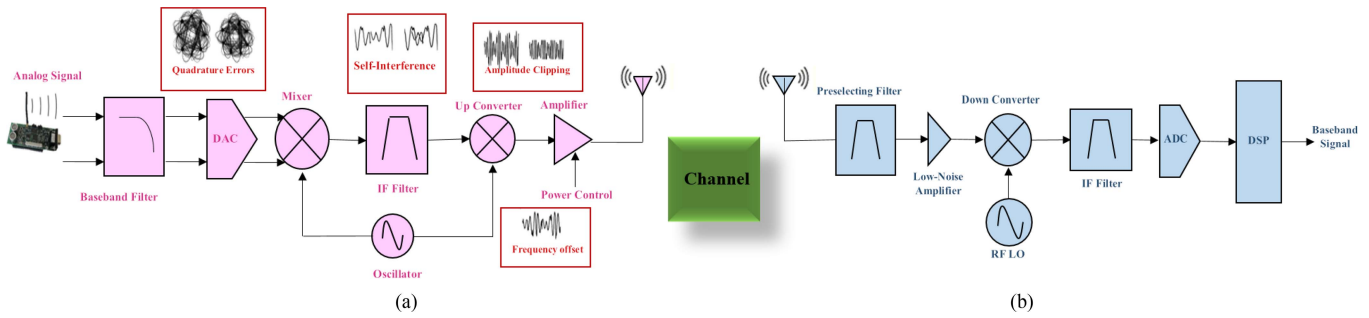 Quadrature Errors
Self-Interference
Amplitude Clipping
Analog Signal
Mixer
Up Converter
Amplifier
DAC
Baseband Filter
IF Filter
Power Control
Oscillator
Frequency offset
(a)
Channel
Preselecting Filter
Down Converter
Low-Noise
Amplifier
RF LO
IF Filter
ADC
DSP
Baseband
Signal
(b)